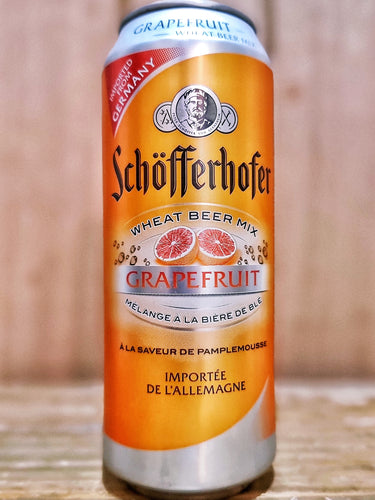 GRAPEFRUIT
WHEAT BEER MIX
IMPORTED
FROM
GERMANY
Schöfferhofer
WHEAT BEER MIX
GRAPEFRUIT
MÉLANGE À LA BIÈRE DE BLÉ
À LA SAVEUR DE PAMPLEMOUSSE
IMPORTÉE
DE L'ALLEMAGNE